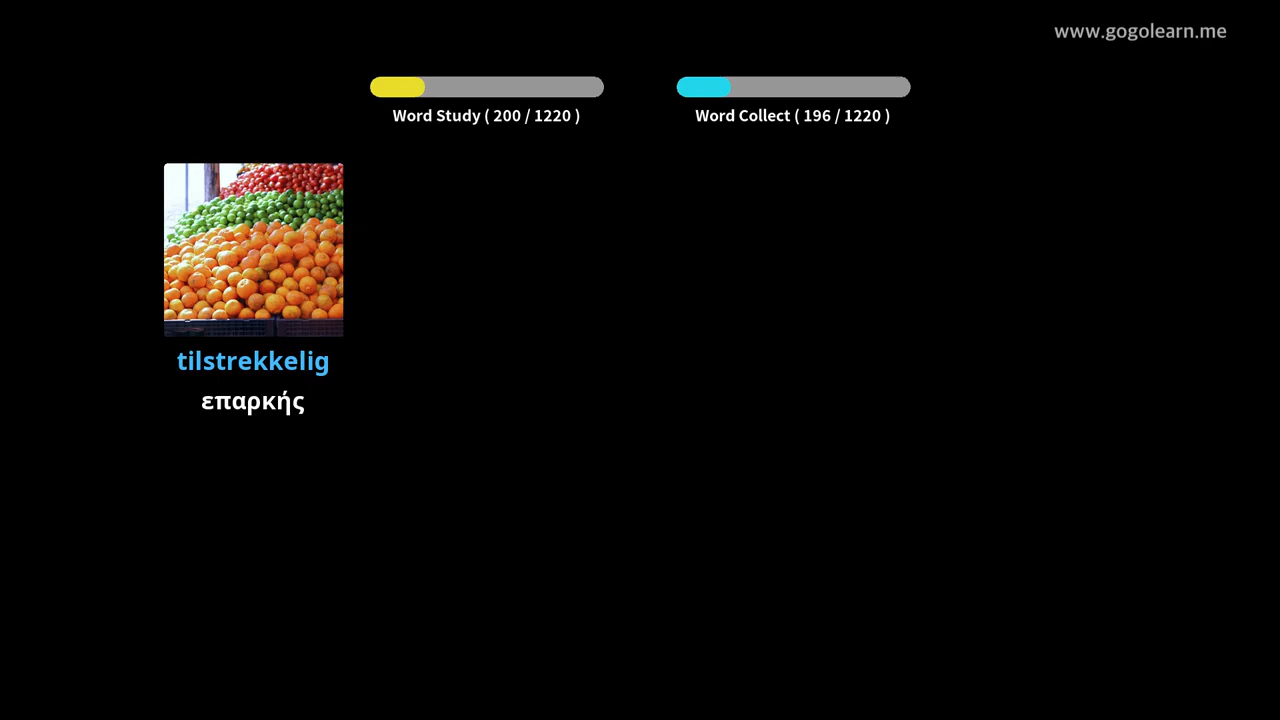 www.gogolearn.me
Word Study ( 200 / 1220 )
Word Collect ( 196 / 1220 )
tilstrekkelig
επαρκής